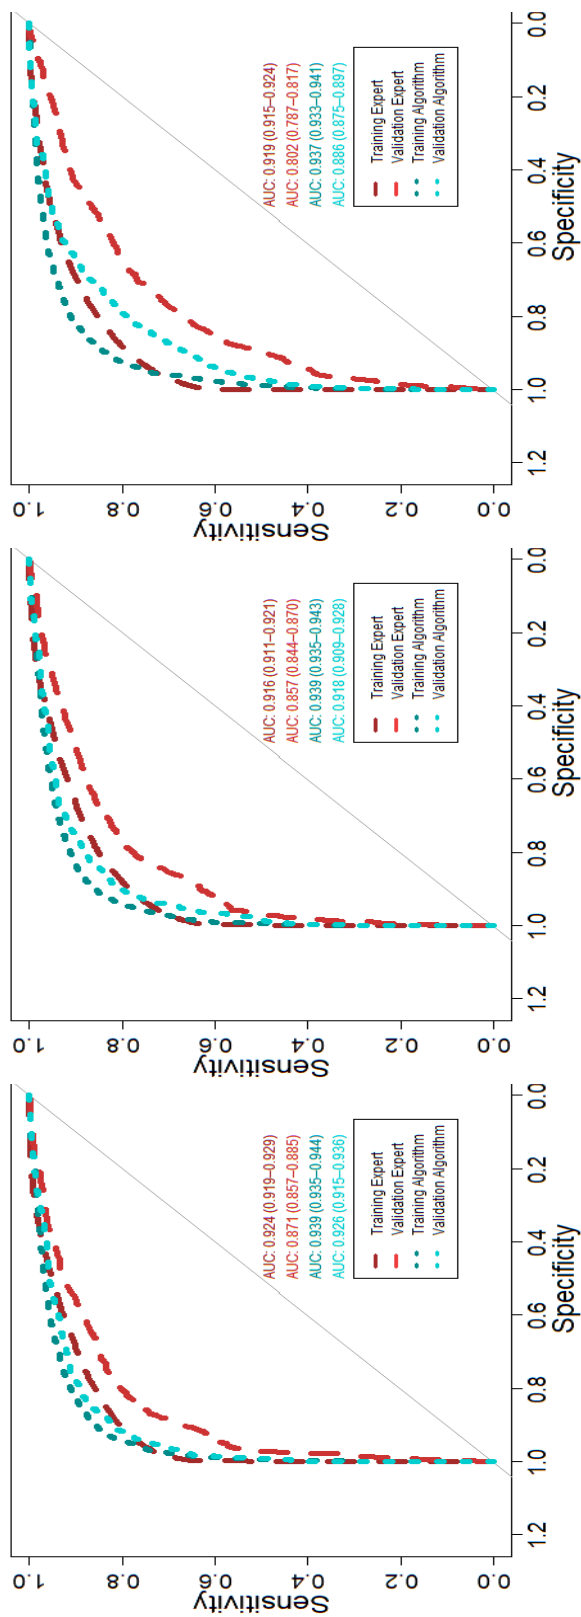 Sensitivity
1.0
0.8
0.6
0.4
0.2
0.0
AUC: 0.924 (0.919–0.929)
AUC: 0.871 (0.857–0.885)
AUC: 0.939 (0.935–0.944)
AUC: 0.926 (0.915–0.936)
Training Expert
Validation Expert
Training Algorithm
Validation Algorithm
1.2 1.0 0.8 0.6 0.4 0.2 0.0
Specificity
Sensitivity
1.0
0.8
0.6
0.4
0.2
0.0
AUC: 0.916 (0.911–0.921)
AUC: 0.857 (0.844–0.870)
AUC: 0.939 (0.935–0.943)
AUC: 0.918 (0.909–0.928)
Training Expert
Validation Expert
Training Algorithm
Validation Algorithm
1.2 1.0 0.8 0.6 0.4 0.2 0.0
Specificity
Sensitivity
1.0
0.8
0.6
0.4
0.2
0.0
AUC: 0.919 (0.915–0.924)
AUC: 0.802 (0.787–0.817)
AUC: 0.937 (0.933–0.941)
AUC: 0.886 (0.875–0.897)
Training Expert
Validation Expert
Training Algorithm
Validation Algorithm
1.2 1.0 0.8 0.6 0.4 0.2 0.0
Specificity